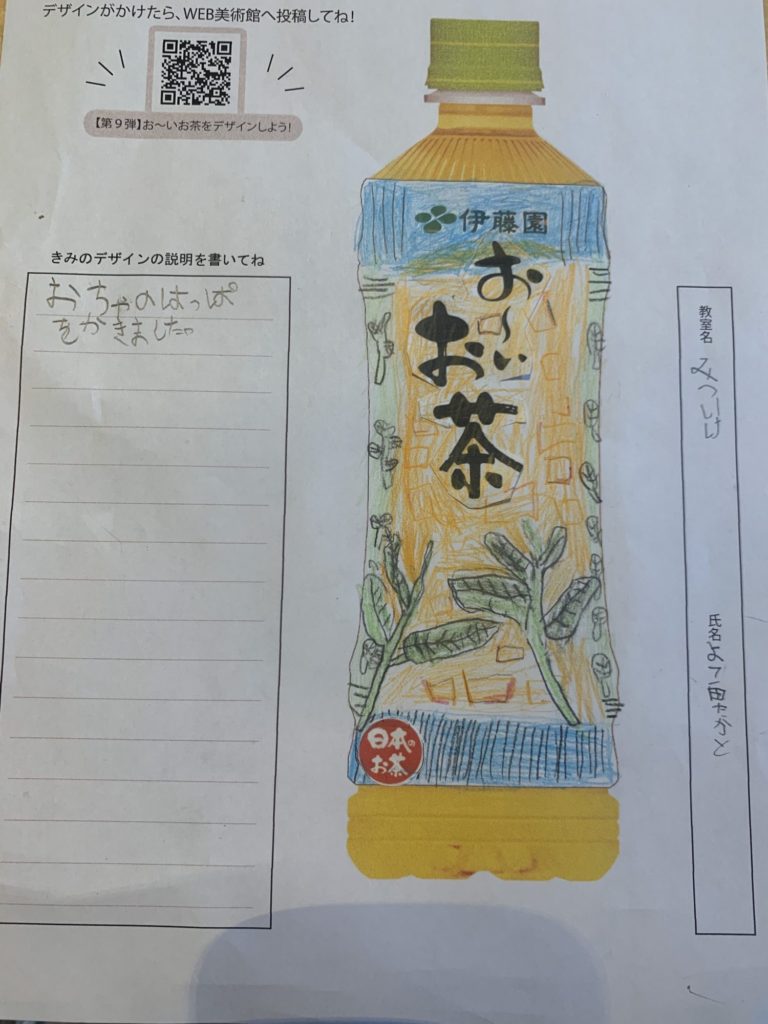 デザインがかけたら、WEB美術館へ投稿してね!
【第9弾】お〜いお茶をデザインしよう!
きみのデザインの説明を書いてね
おちゃのはっぱ
をかきました
伊藤園
お〜い
お茶
日本の
お茶
教室名 みついけ
氏名